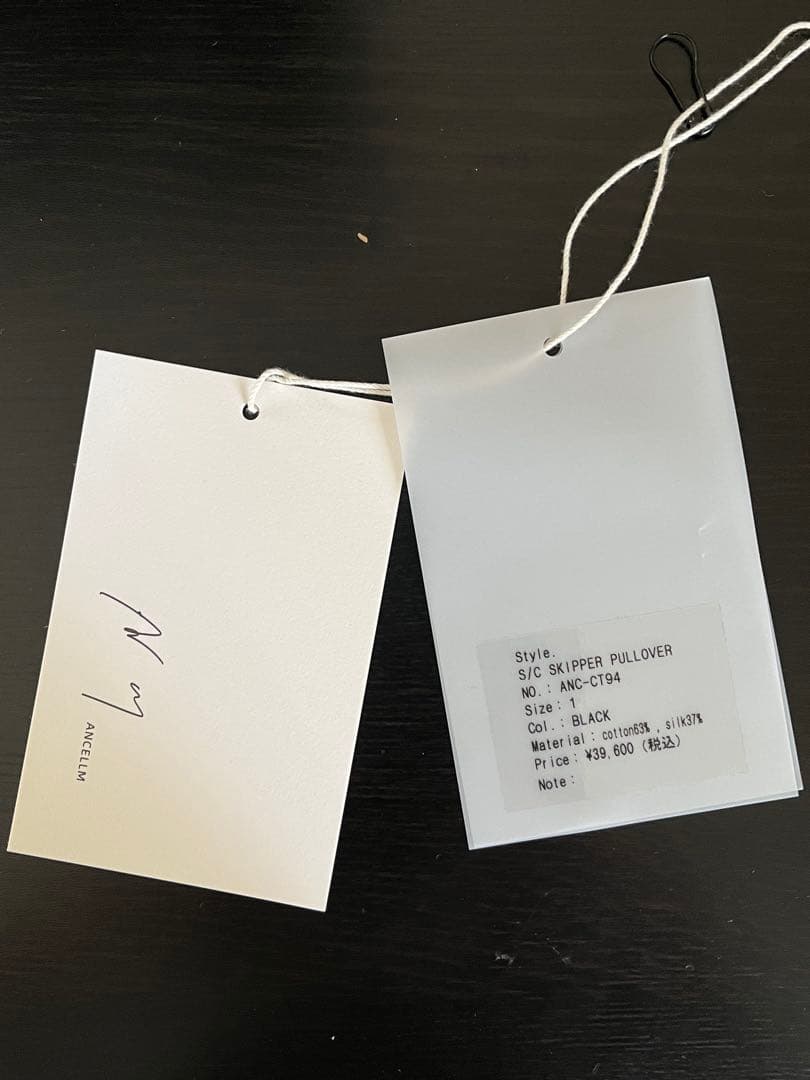 ANCELLM
Style.
S/C SKIPPER PULLOVER
NO.: ANC-CT94
Size: 1
Col.: BLACK
Material: cotton63%, silk37%
Price: ¥39,600 (税込)
Note: